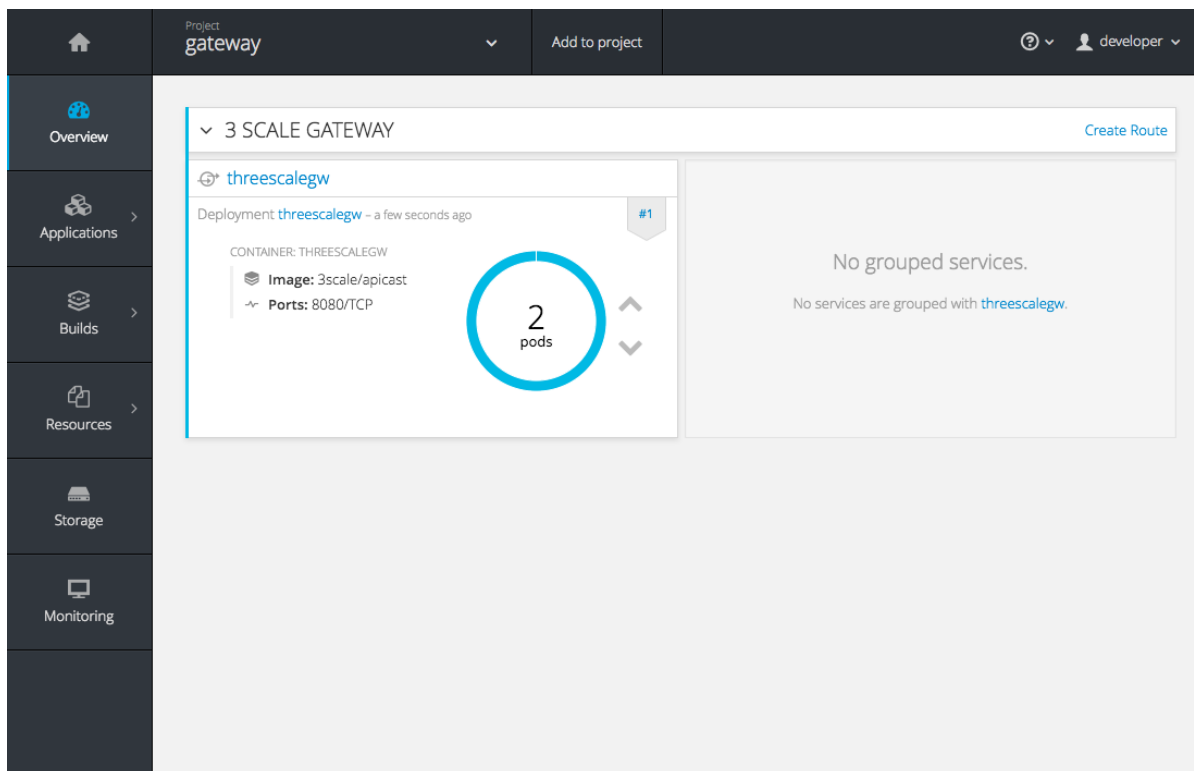 Project
gateway
Add to project
developer
Overview
Applications
Builds
Resources
Storage
Monitoring
3 SCALE GATEWAY
Create Route
threescalegw
Deployment threescalegw – a few seconds ago
#1
CONTAINER: THREESCALEGW
Image: 3scale/apicast
Ports: 8080/TCP
2
pods
No grouped services.
No services are grouped with threescalegw.